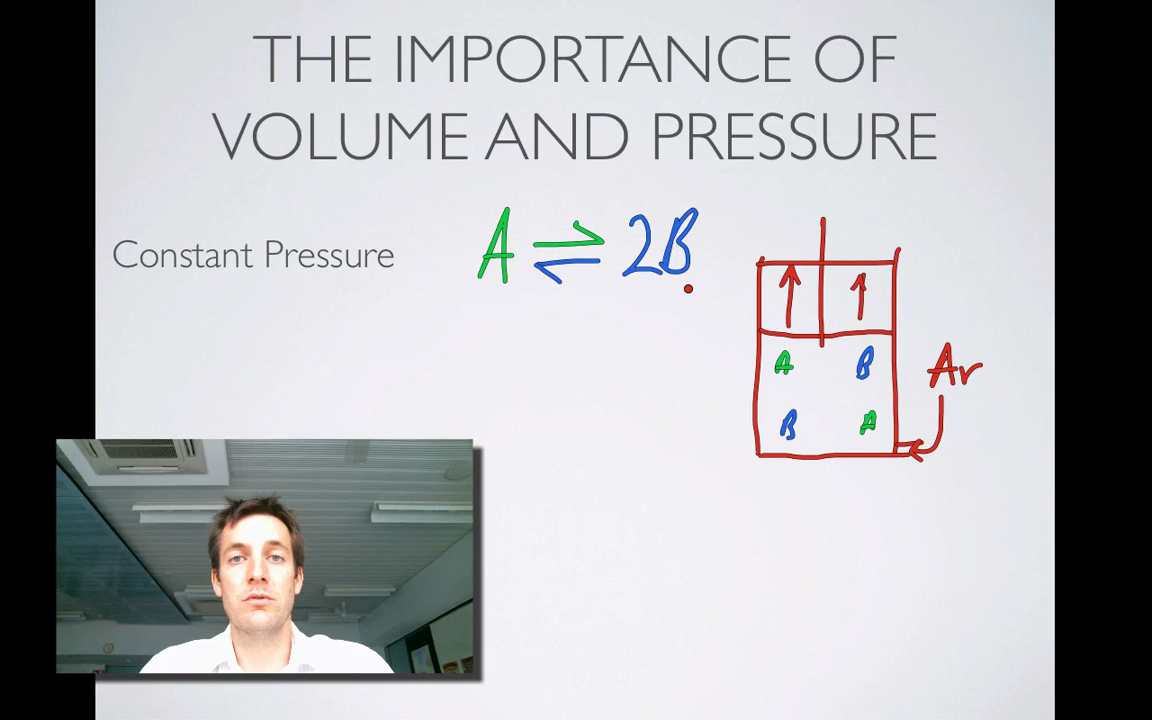 THE IMPORTANCE OF
VOLUME AND PRESSURE
Constant Pressure
A ⇌ 2B
A B
B A
Ar